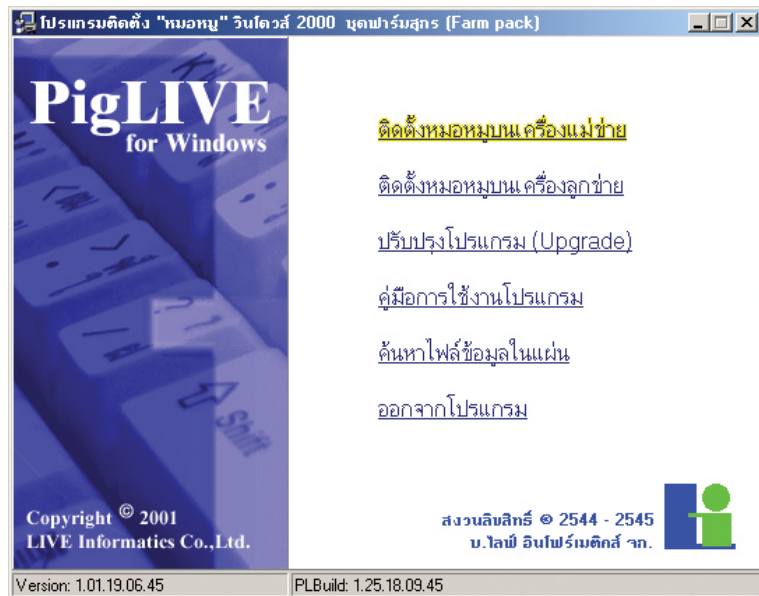 โปรแกรมติดตั้ง "หมอหมู" วินโดวส์ 2000 ชุดฟาร์มสุกร (Farm pack)
PigLIVE
for Windows
ติดตั้งหมอหมูบนเครื่องแม่ข่าย
ติดตั้งหมอหมูบนเครื่องลูกข่าย
ปรับปรุงโปรแกรม (Upgrade)
คู่มือการใช้งานโปรแกรม
ค้นหาไฟล์ข้อมูลในแผ่น
ออกจากโปรแกรม
Shift
Copyright © 2001
LIVE Informatics Co.,Ltd.
สงวนลิขสิทธิ์ © 2544 - 2545
บ.ไลฟ์ อินโฟร์เมติกส์ จก.
Version: 1.01.19.06.45
PLBuild: 1.25.18.09.45